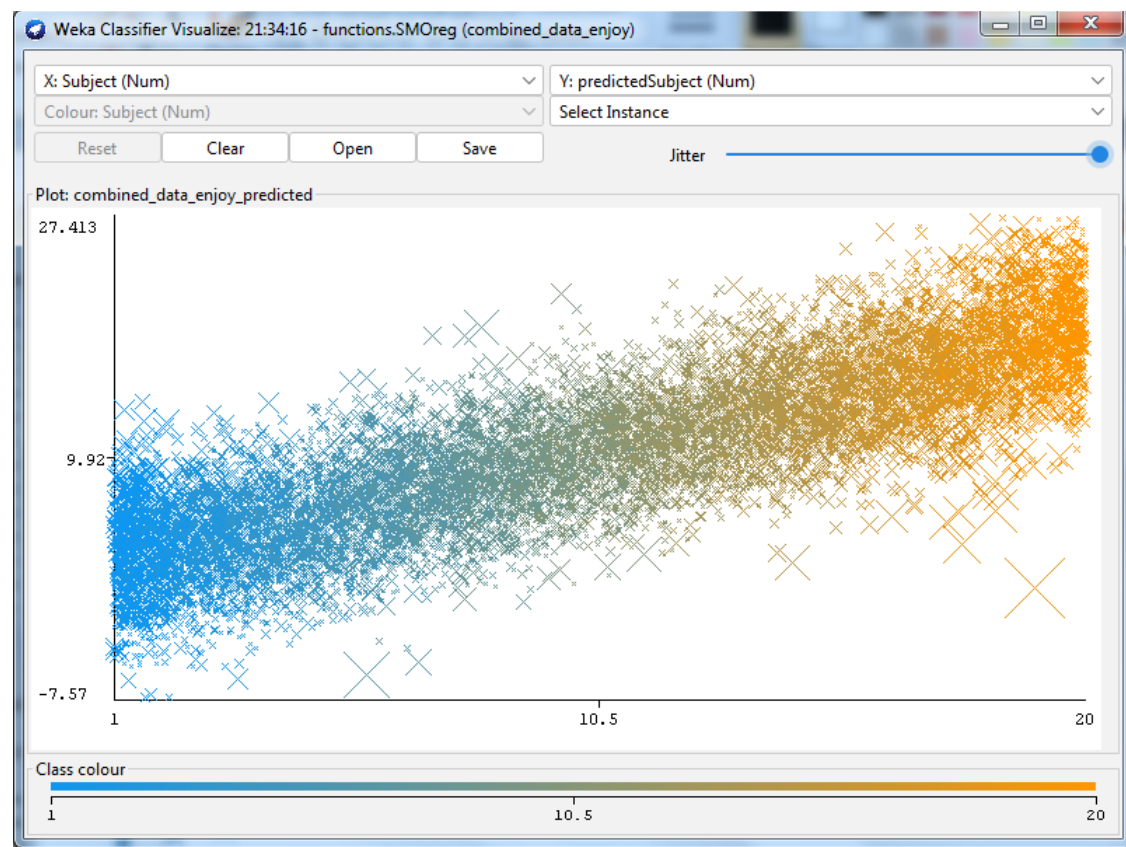 Weka Classifier Visualize: 21:34:16 - functions.SMOreg (combined_data_enjoy)
X: Subject (Num)
Y: predictedSubject (Num)
Colour: Subject (Num)
Select Instance
Reset
Clear
Open
Save
Jitter
Plot: combined_data_enjoy_predicted
27.413
9.92
-7.57
1
10.5
20
Class colour
1
10.5
20